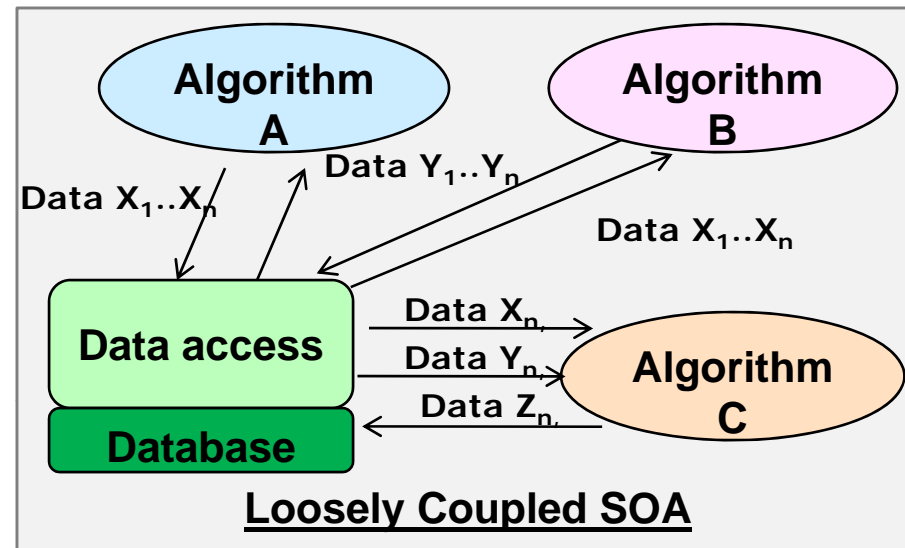 Algorithm
A
Algorithm
B
Data Y₁..Yₙ
Data X₁..Xₙ
Data X₁..Xₙ
Data Xₙ,
Data access
Data Yₙ,
Algorithm
C
Data Zₙ,
Database
Loosely Coupled SOA